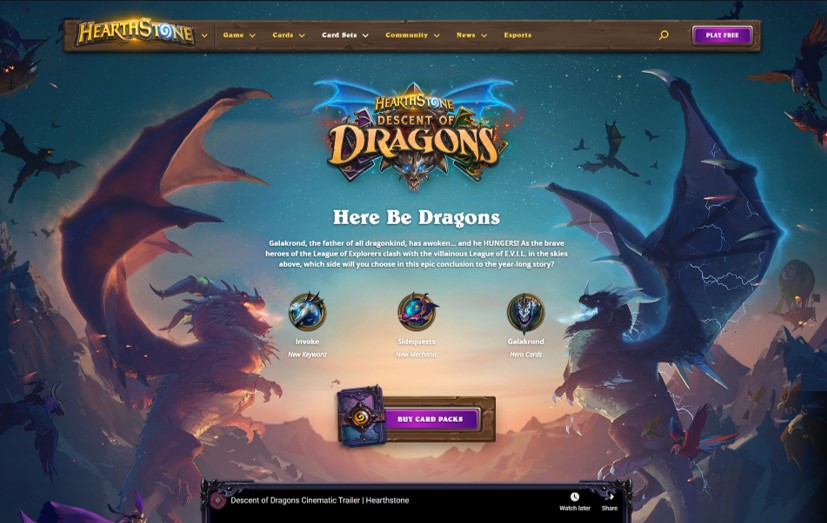 HEARTHSTONE
Game Cards Card Sets Community News Esports PLAY FREE
HEARTHSTONE
DESCENT OF
DRAGONS
Here Be Dragons
Galakrond, the father of all dragonkind, has awoken... and he HUNGERS! As the brave
heroes of the League of Explorers clash with the villainous League of E.V.I.L. in the skies
above, which side will you choose in this epic conclusion to the year-long story?
Invoke Sidequests Galakrond
New Keyword New Mechanic Hero Cards
BUY CARD PACKS
Descent of Dragons Cinematic Trailer | Hearthstone
Watch later Share